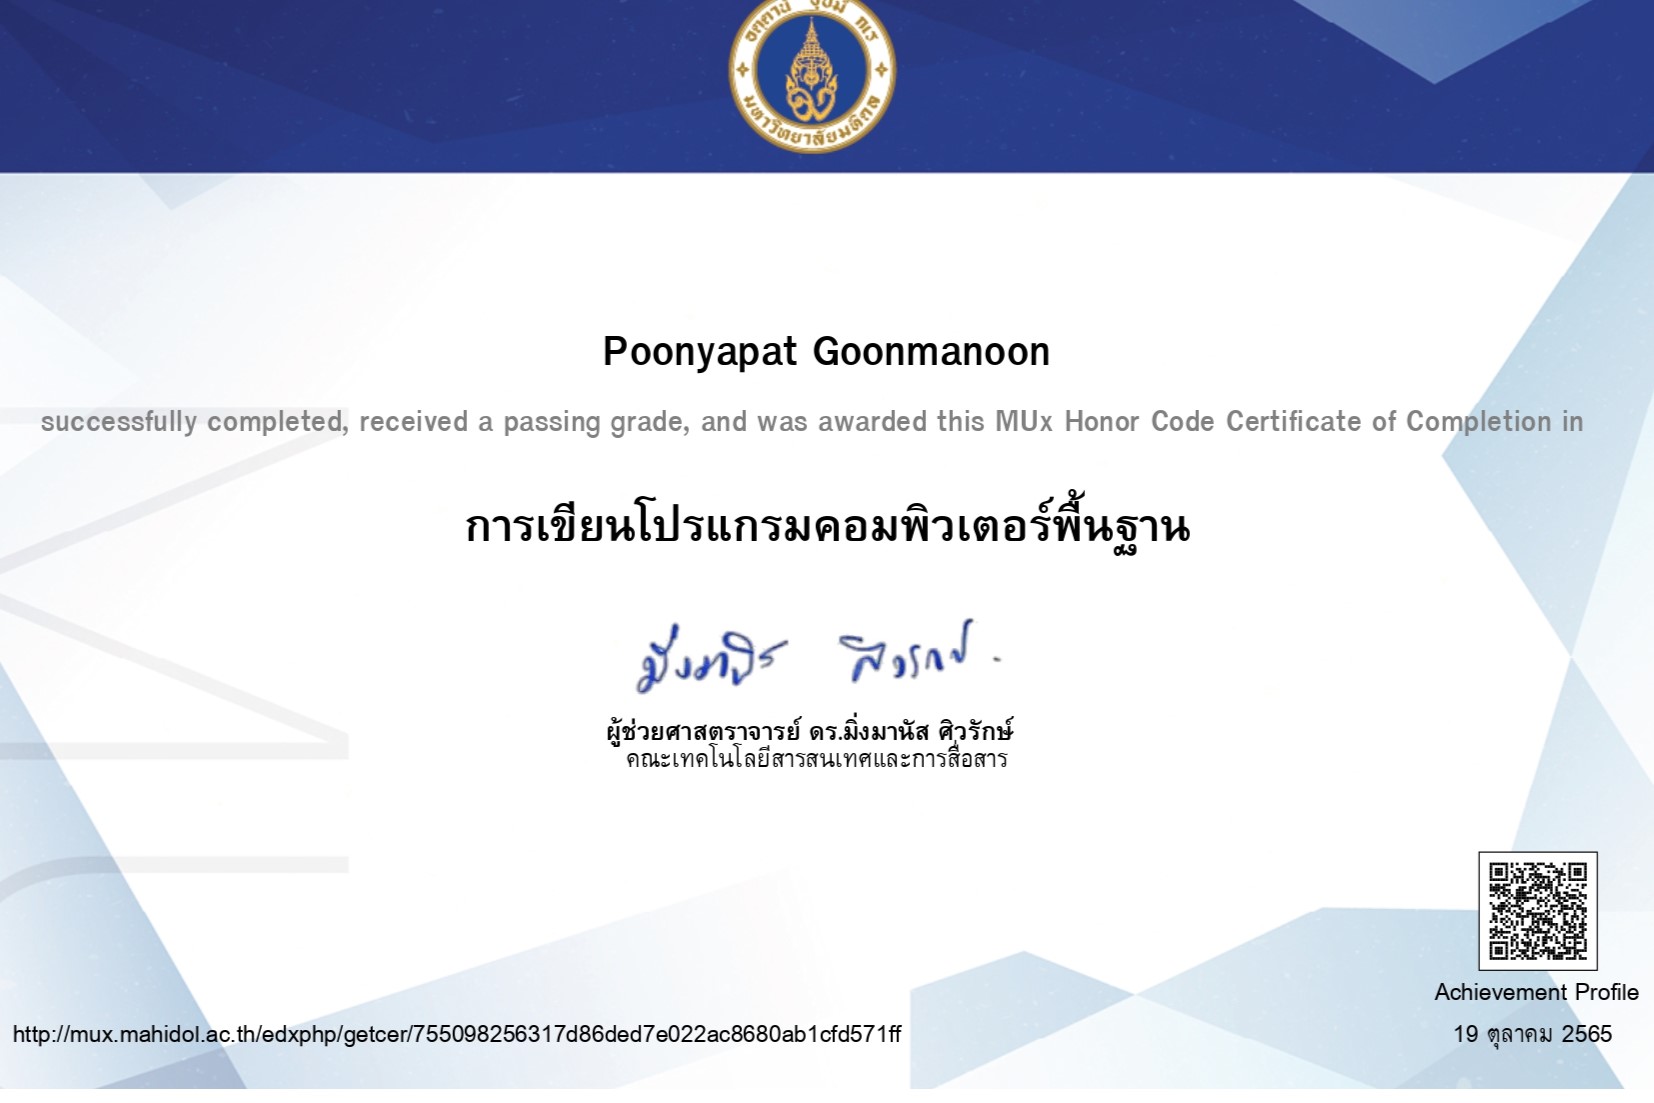 อตฺตานํ อุปมํ กเร
มหาวิทยาลัยมหิดล
Poonyapat Goonmanoon
successfully completed, received a passing grade, and was awarded this MUx Honor Code Certificate of Completion in
การเขียนโปรแกรมคอมพิวเตอร์พื้นฐาน
มิ่งมานัส ศิวรักษ์
ผู้ช่วยศาสตราจารย์ ดร.มิ่งมานัส ศิวรักษ์
คณะเทคโนโลยีสารสนเทศและการสื่อสาร
Achievement Profile
http://mux.mahidol.ac.th/edxphp/getcer/755098256317d86ded7e022ac8680ab1cfd571ff
19 ตุลาคม 2565